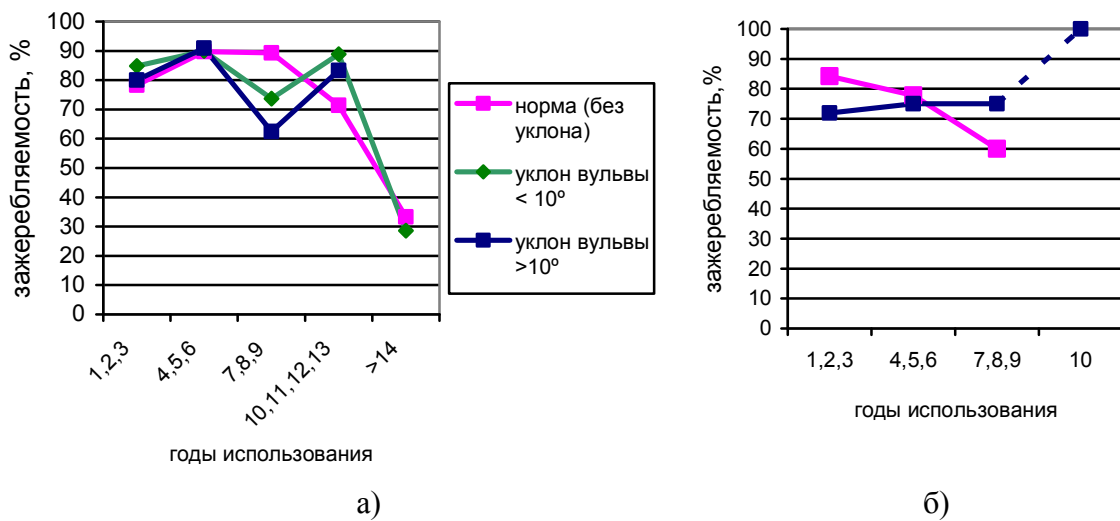 100
90
80
70
60
50
40
30
20
10
0
зажеребляемость, %
1,2,3
4,5,6
7,8,9
10,11,12,13
>14
годы использования
норма (без
уклона)
уклон вульвы
< 10º
уклон вульвы
>10º
а)
100
90
80
70
60
50
40
30
20
10
0
зажеребляемость,%
1,2,3
4,5,6
7,8,9
10
годы использования
б)